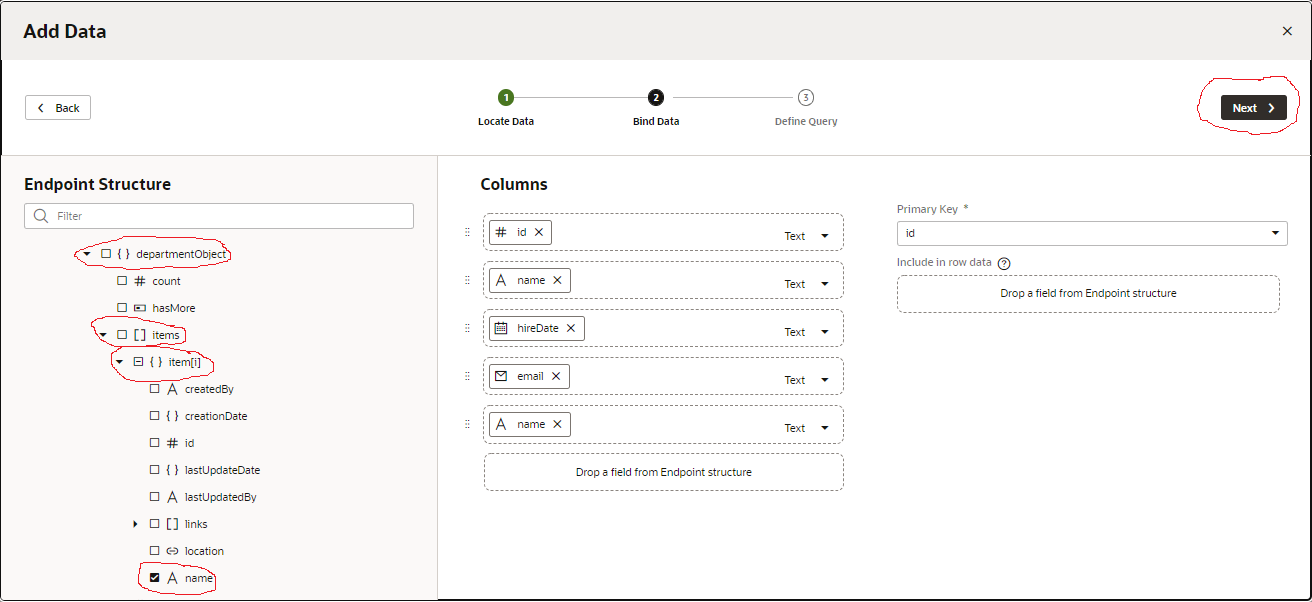 Add Data
Back
1
2
3
Locate Data
Bind Data
Define Query
Next
Endpoint Structure
Filter
{ } departmentObject
# count
hasMore
[ ] items
{ } item[i]
A createdBy
{ } creationDate
# id
{ } lastUpdateDate
A lastUpdatedBy
[ ] links
location
A name
Columns
# id Text
A name Text
hireDate Text
email Text
A name Text
Drop a field from Endpoint structure
Primary Key *
id
Include in row data ?
Drop a field from Endpoint structure